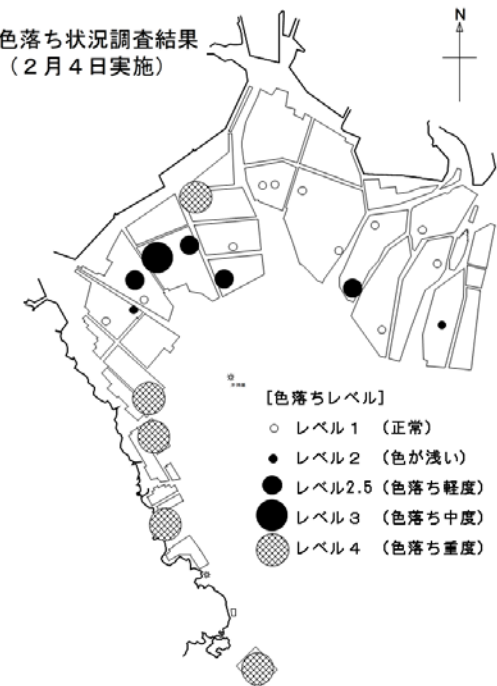 色落ち状況調査結果
(2月4日実施)
N
[色落ちレベル]
レベル1 (正常)
レベル2 (色が浅い)
レベル2.5 (色落ち軽度)
レベル3 (色落ち中度)
レベル4 (色落ち重度)